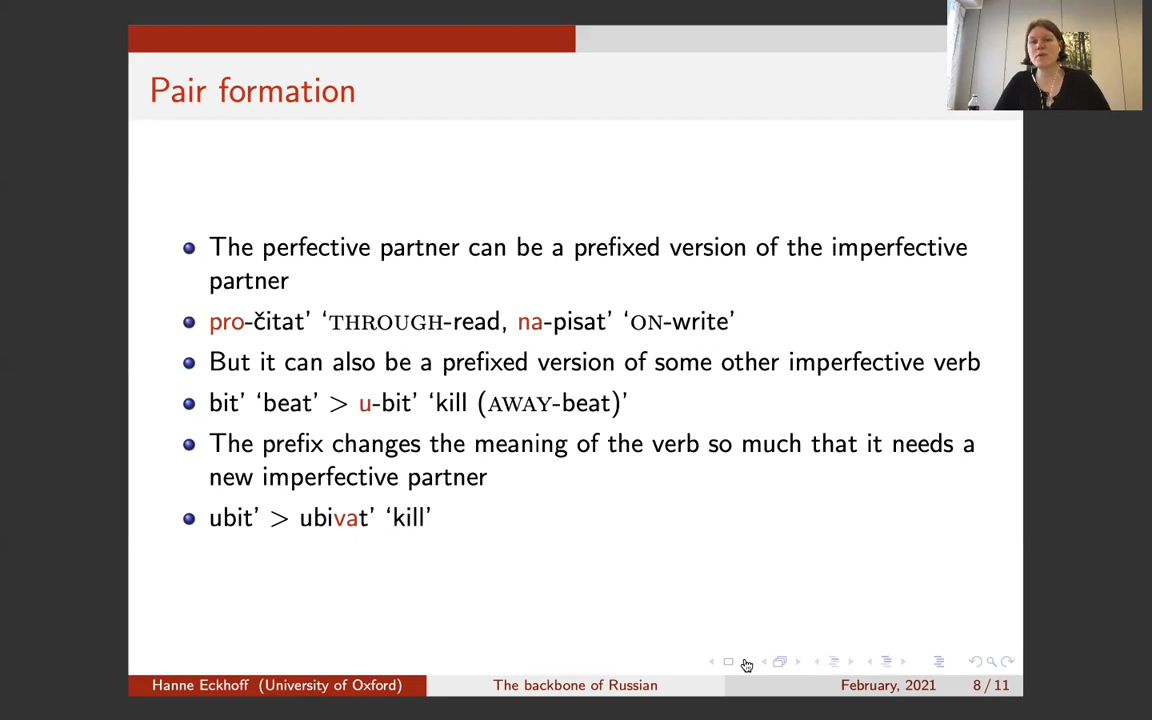 Pair formation
The perfective partner can be a prefixed version of the imperfective
partner
pro-čitat’ ‘THROUGH-read, na-pisat’ ‘ON-write’
But it can also be a prefixed version of some other imperfective verb
bit’ ‘beat’ > u-bit’ ‘kill (AWAY-beat)’
The prefix changes the meaning of the verb so much that it needs a
new imperfective partner
ubit’ > ubivat’ ‘kill’
Hanne Eckhoff (University of Oxford) The backbone of Russian February, 2021 8 / 11